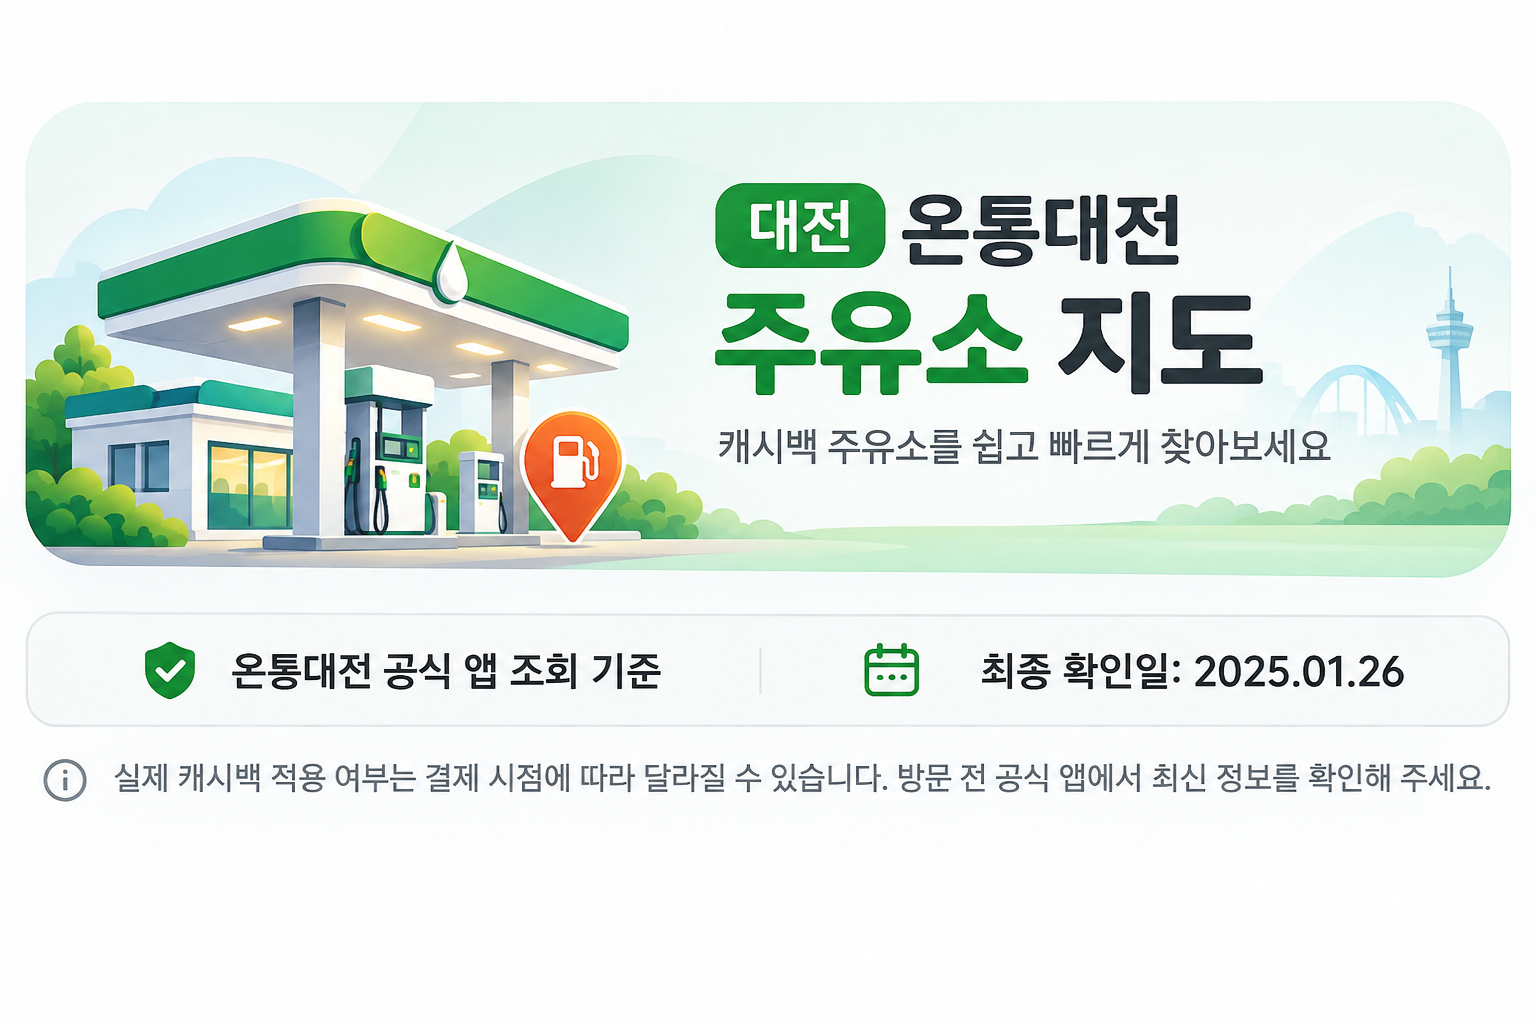 대전 온통대전
주유소 지도
캐시백 주유소를 쉽고 빠르게 찾아보세요
온통대전 공식 앱 조회 기준
최종 확인일: 2025.01.26
실제 캐시백 적용 여부는 결제 시점에 따라 달라질 수 있습니다. 방문 전 공식 앱에서 최신 정보를 확인해 주세요.